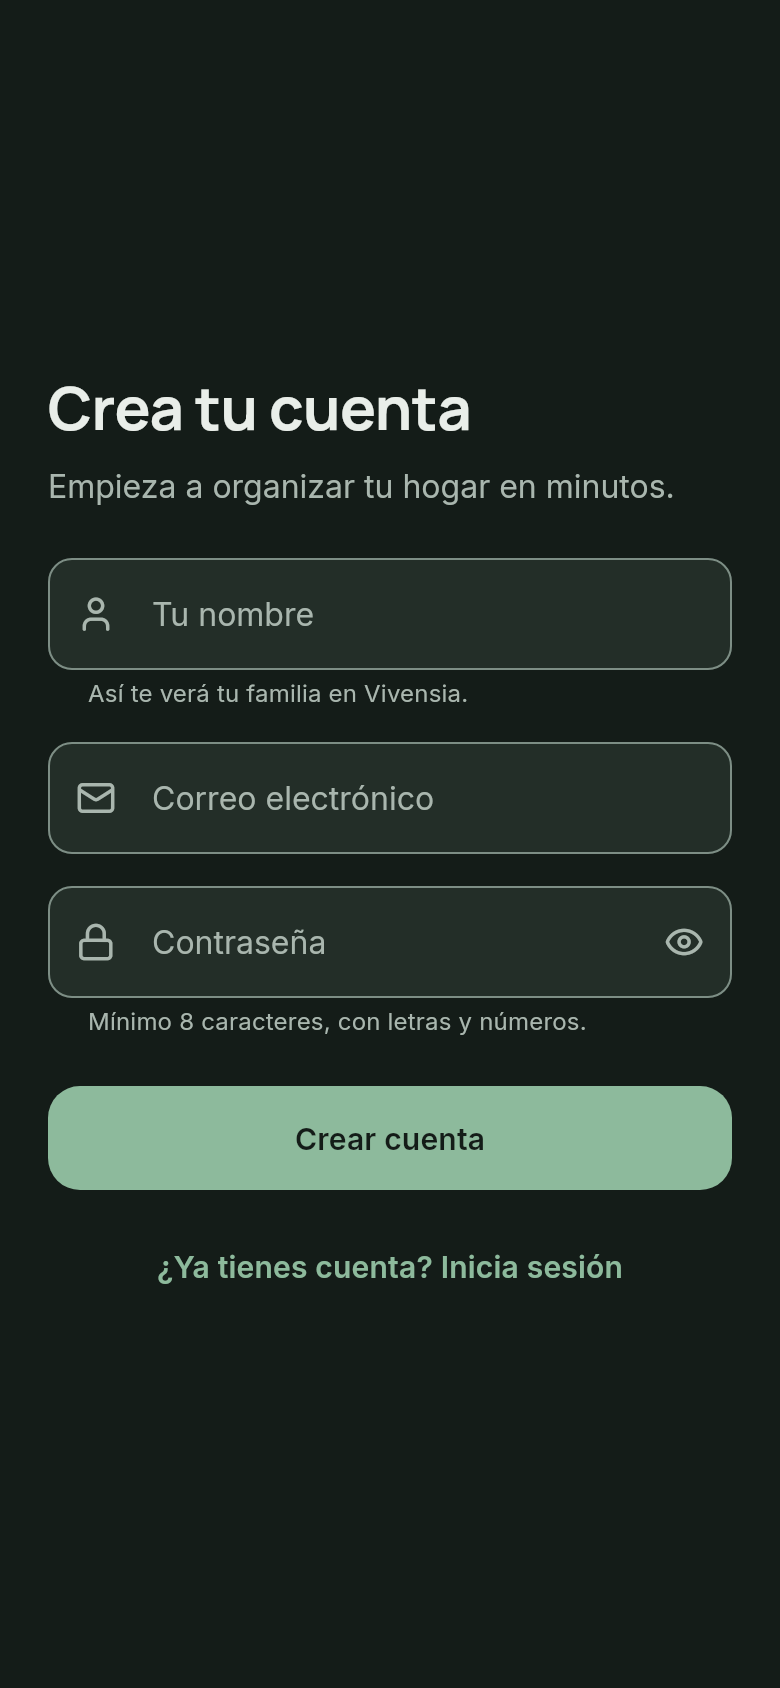 Crea tu cuenta
Empieza a organizar tu hogar en minutos.
Tu nombre
Así te verá tu familia en Vivensia.
Correo electrónico
Contraseña
Mínimo 8 caracteres, con letras y números.
Crear cuenta
¿Ya tienes cuenta? Inicia sesión